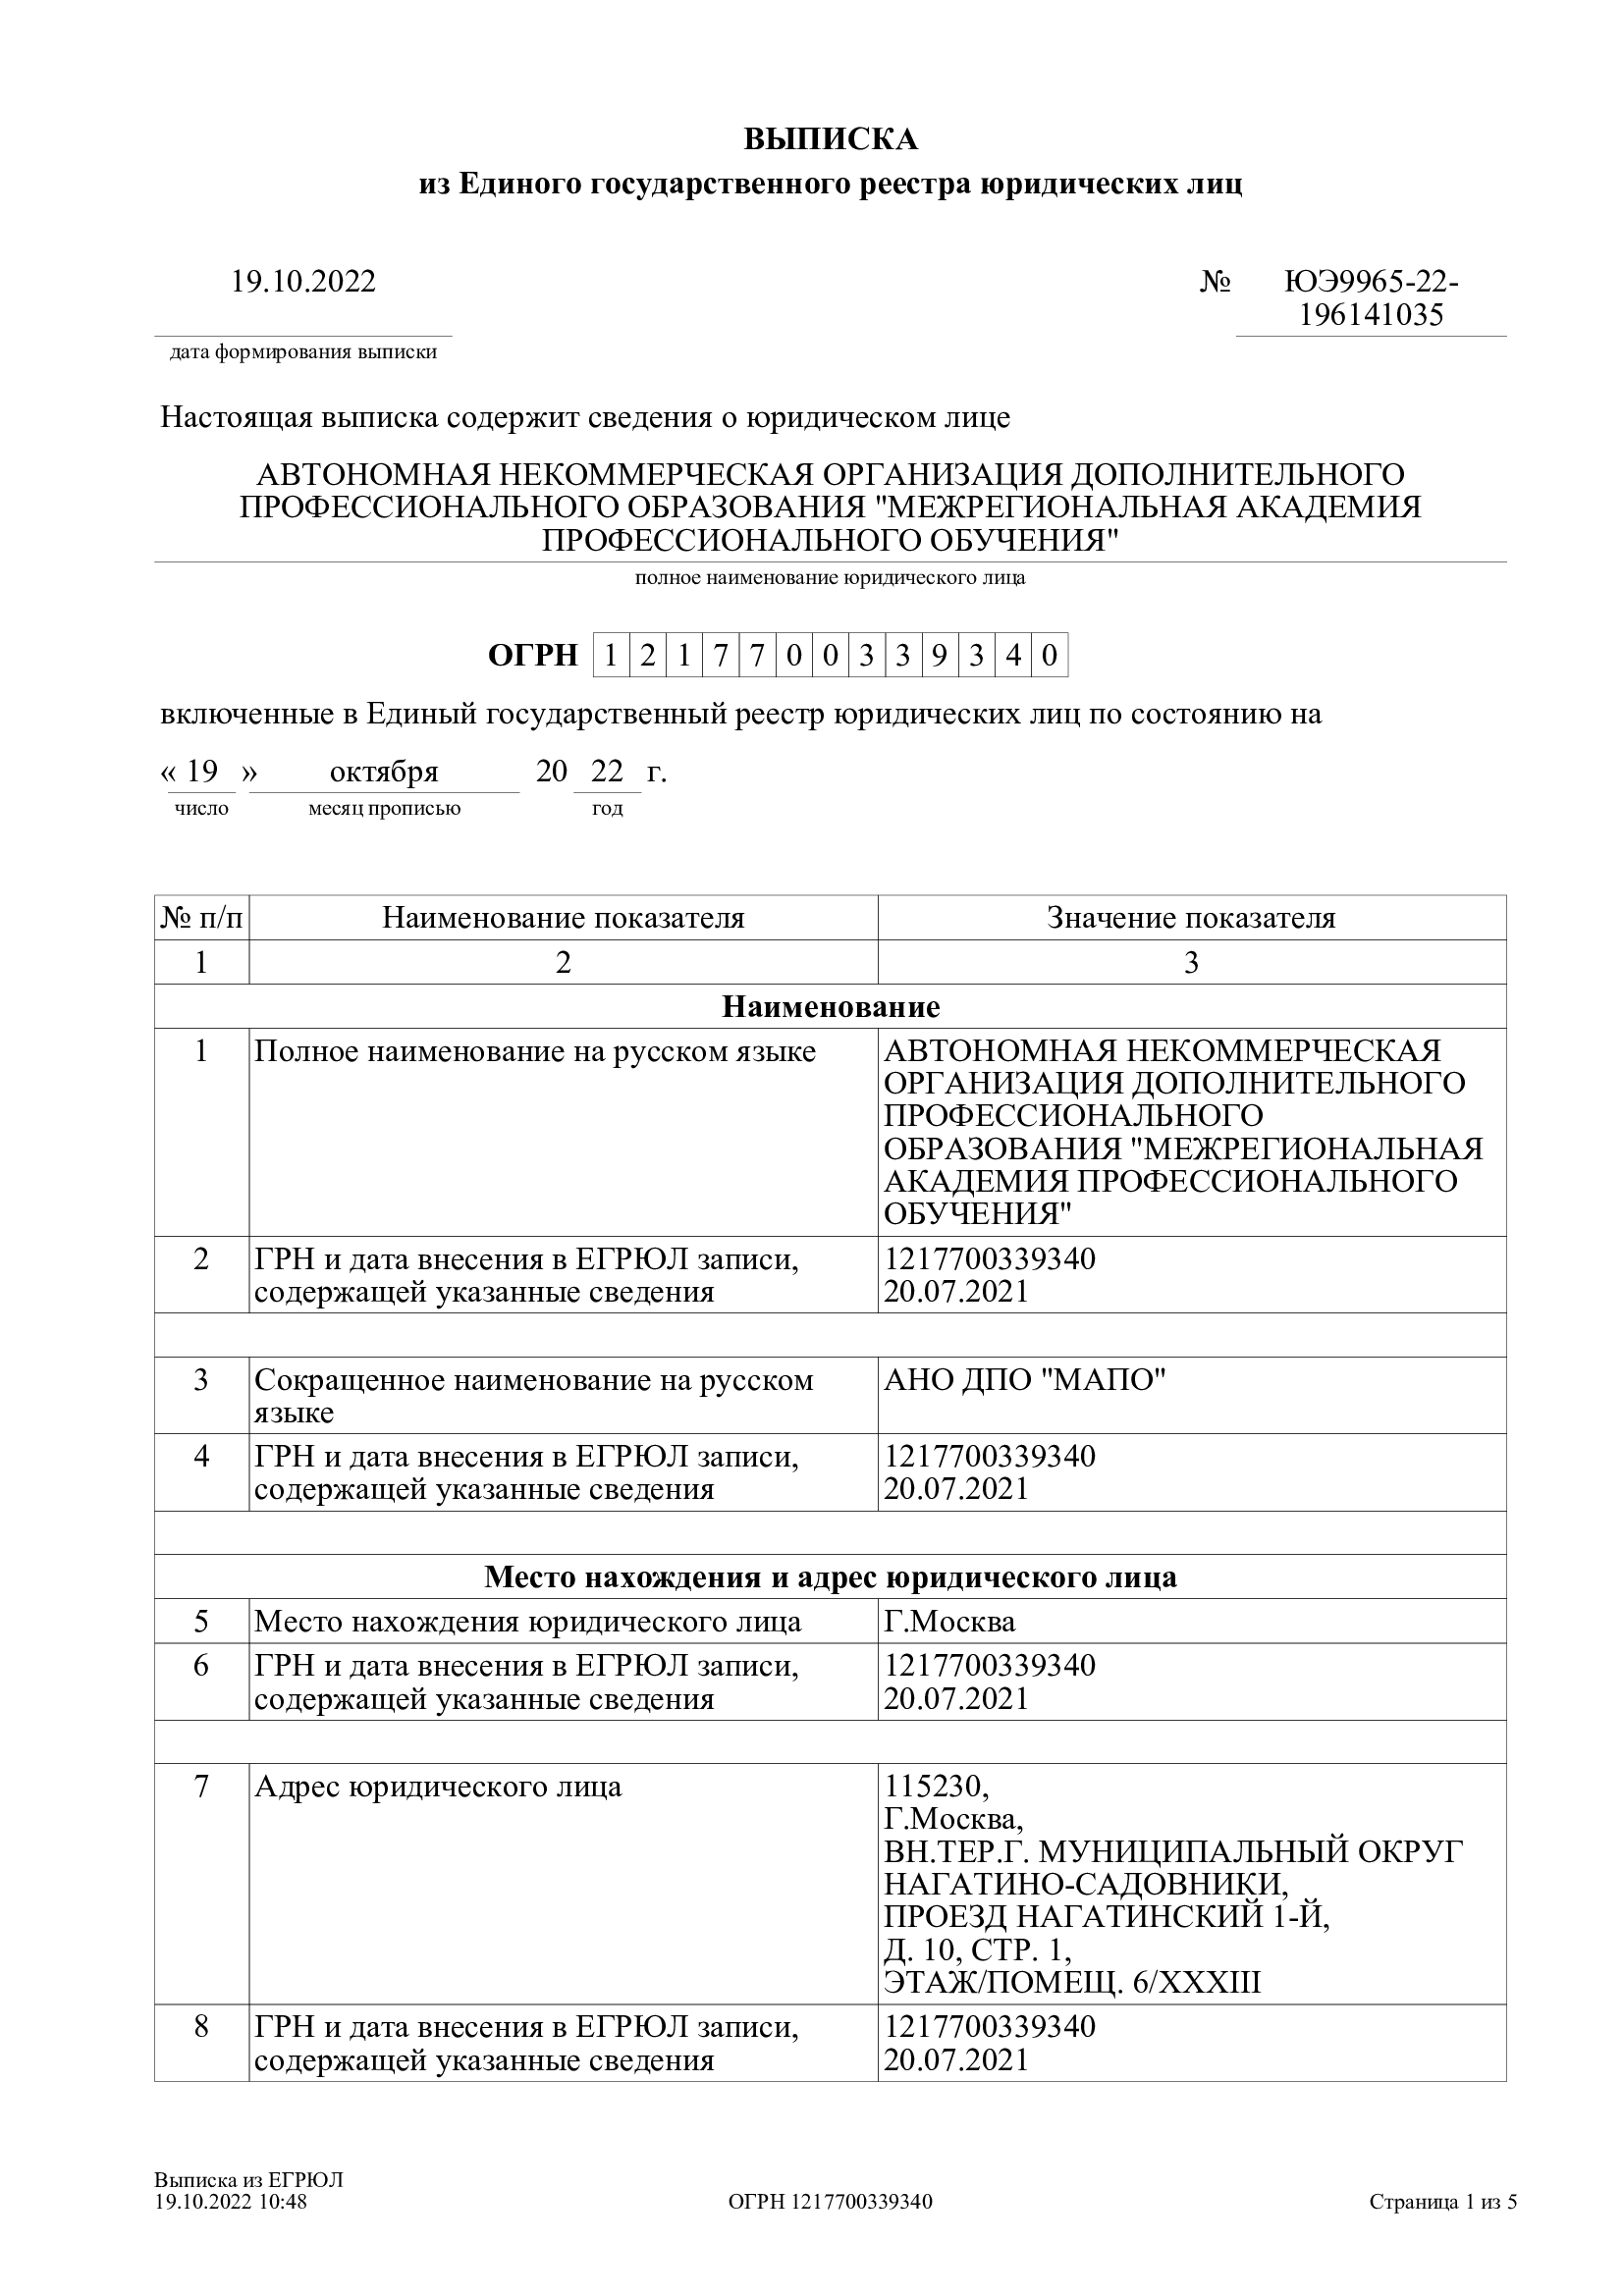 ВЫПИСКА
из Единого государственного реестра юридических лиц
19.10.2022
№ ЮЭ9965-22-
196141035
дата формирования выписки
Настоящая выписка содержит сведения о юридическом лице
АВТОНОМНАЯ НЕКОММЕРЧЕСКАЯ ОРГАНИЗАЦИЯ ДОПОЛНИТЕЛЬНОГО
ПРОФЕССИОНАЛЬНОГО ОБРАЗОВАНИЯ "МЕЖРЕГИОНАЛЬНАЯ АКАДЕМИЯ
ПРОФЕССИОНАЛЬНОГО ОБУЧЕНИЯ"
полное наименование юридического лица
ОГРН 1 2 1 7 7 0 0 3 3 9 3 4 0
включенные в Единый государственный реестр юридических лиц по состоянию на
« 19 » октября 20 22 г.
число месяц прописью год
№ п/п Наименование показателя Значение показателя
1 2 3
Наименование
1 Полное наименование на русском языке АВТОНОМНАЯ НЕКОММЕРЧЕСКАЯ
ОРГАНИЗАЦИЯ ДОПОЛНИТЕЛЬНОГО
ПРОФЕССИОНАЛЬНОГО
ОБРАЗОВАНИЯ "МЕЖРЕГИОНАЛЬНАЯ
АКАДЕМИЯ ПРОФЕССИОНАЛЬНОГО
ОБУЧЕНИЯ"
2 ГРН и дата внесения в ЕГРЮЛ записи, 1217700339340
содержащей указанные сведения 20.07.2021
3 Сокращенное наименование на русском АНО ДПО "МАПО"
языке
4 ГРН и дата внесения в ЕГРЮЛ записи, 1217700339340
содержащей указанные сведения 20.07.2021
Место нахождения и адрес юридического лица
5 Место нахождения юридического лица Г.Москва
6 ГРН и дата внесения в ЕГРЮЛ записи, 1217700339340
содержащей указанные сведения 20.07.2021
7 Адрес юридического лица 115230,
Г.Москва,
ВН.ТЕР.Г. МУНИЦИПАЛЬНЫЙ ОКРУГ
НАГАТИНО-САДОВНИКИ,
ПРОЕЗД НАГАТИНСКИЙ 1-Й,
Д. 10, СТР. 1,
ЭТАЖ/ПОМЕЩ. 6/XXXIII
8 ГРН и дата внесения в ЕГРЮЛ записи, 1217700339340
содержащей указанные сведения 20.07.2021
Выписка из ЕГРЮЛ
19.10.2022 10:48 ОГРН 1217700339340 Страница 1 из 5